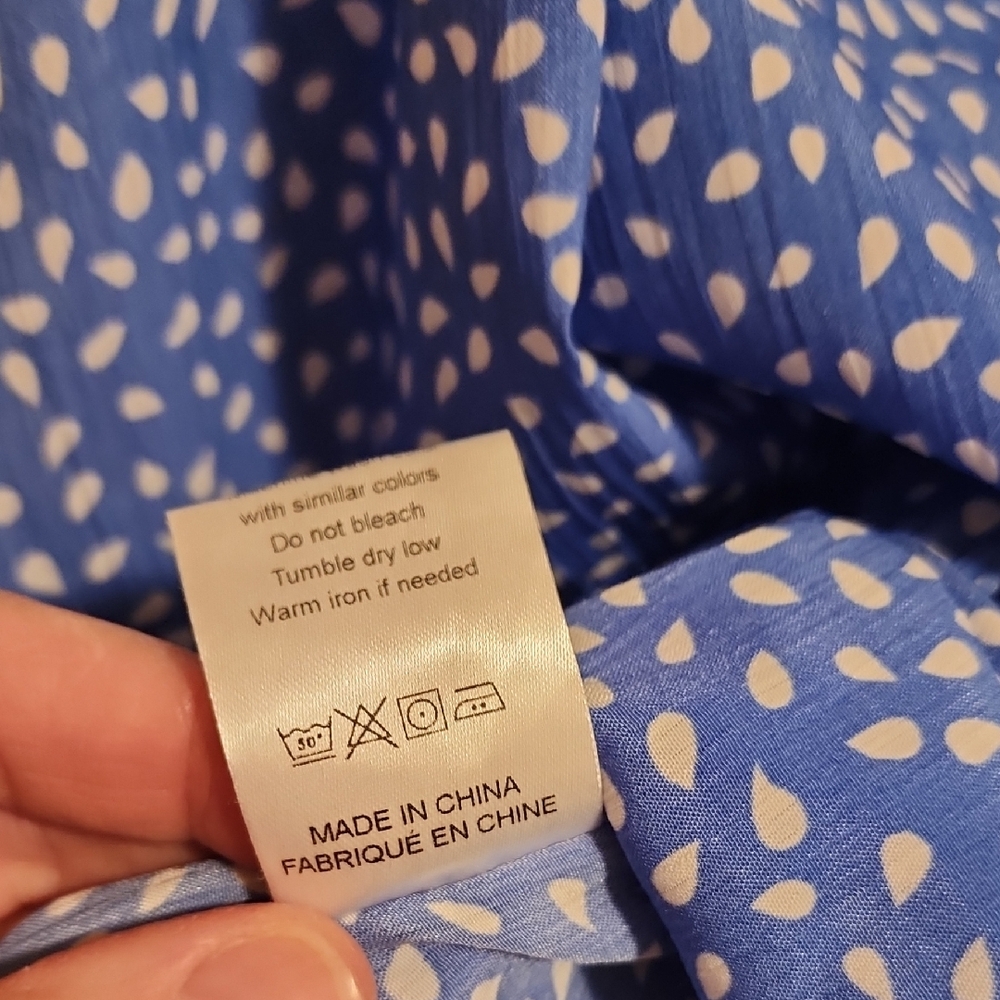 with similar colors
Do not bleach
Tumble dry low
Warm iron if needed
30°
MADE IN CHINA
FABRIQUÉ EN CHINE